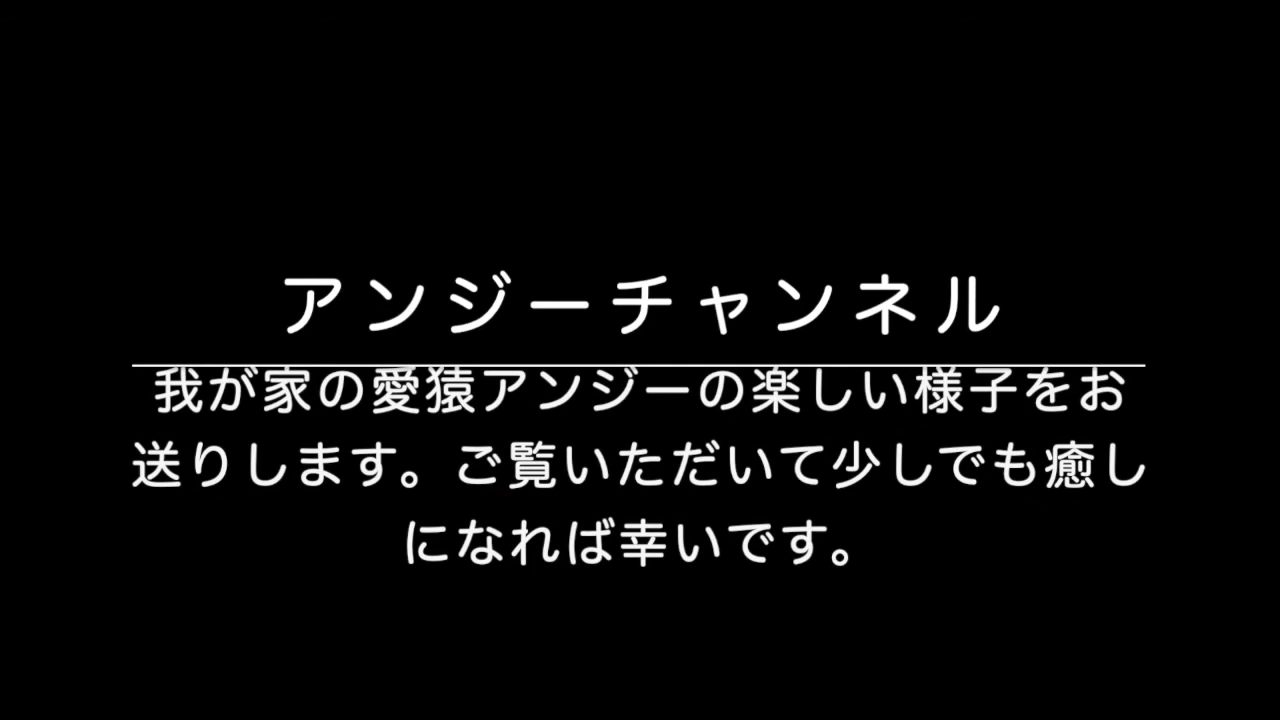 アンジーチャンネル
我が家の愛猿アンジーの楽しい様子をお
送りします。ご覧いただいて少しでも癒し
になれば幸いです。